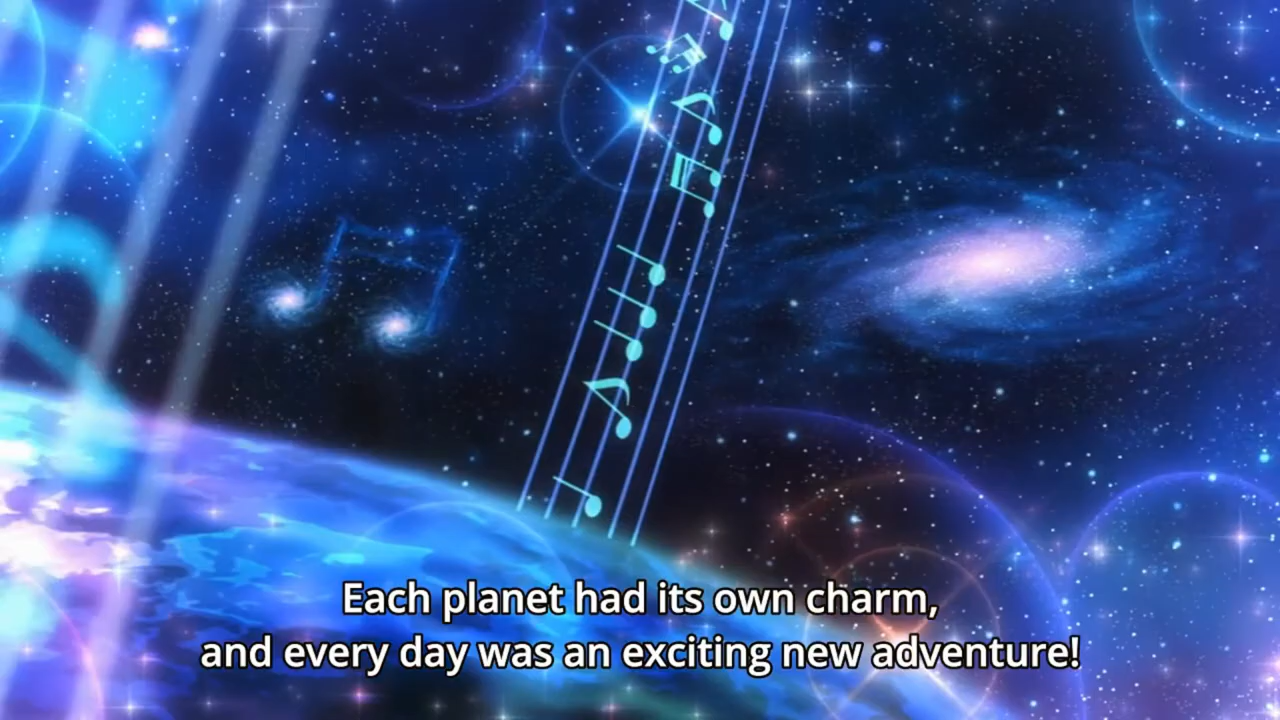 Each planet had its own charm,
and every day was an exciting new adventure!